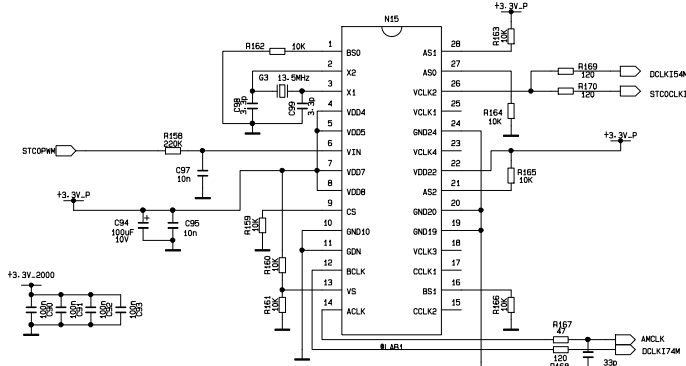 +3.3V_P
N15
R163
10K
R162 10K
1 BS0 AS1 28
2 X2 AS0 27
G3 13.5MHz
R169
120
DCLKI54M
3 X1 VCLK2 26
R170
120
STCOCLKI
C98
3.3p
C99
3.3p
4 VDD4 VCLK1 25
R164
10K
5 VDD5 GND24 24
+3.3V_P
R158
220K
STCOPWM
6 VIN VCLK4 23
C97
10n
7 VDD7 VDD22 22
R165
10K
8 VDD8 AS2 21
+3.3V_P
9 CS GND20 20
C94
100uF
10V
C95
10n
R159
10K
10 GND10 GND19 19
11 GDN VCLK3 18
R160
10K
12 BCLK CCLK1 17
+3.3V_2000
13 VS BS1 16
R161
10K
R166
10K
14 ACLK CCLK2 15
100n
C90
100n
C91
100n
C92
100n
C93
R167
47
AMCLK
LAB1
DCLKI74M
120
R168
33p